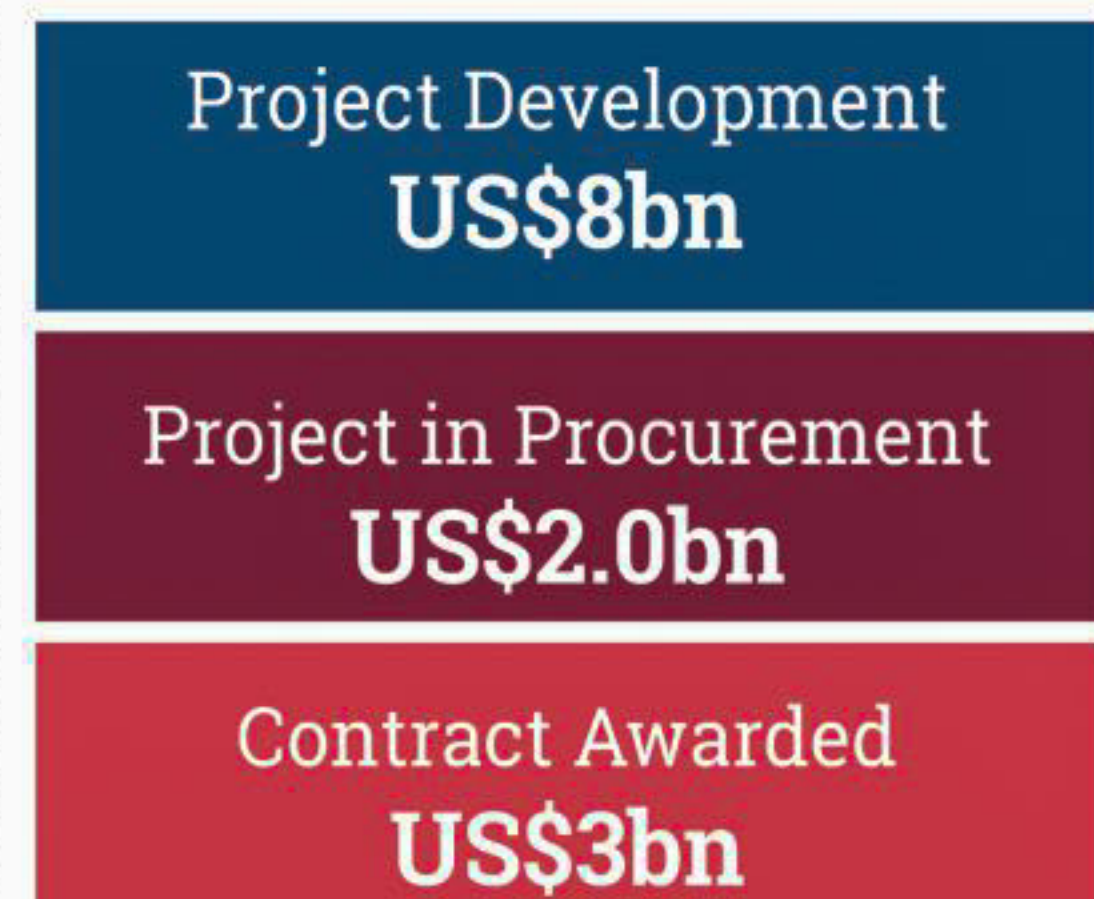 Project Development
US$8bn
Project in Procurement
US$2.0bn
Contract Awarded
US$3bn